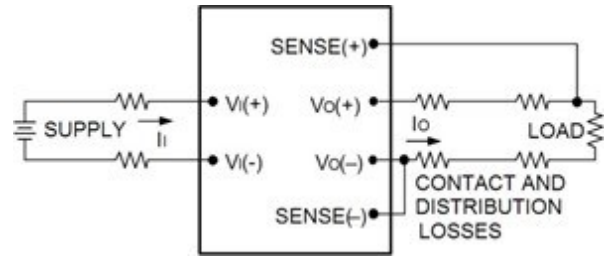 SENSE(+)
VI(+)
VO(+)
SUPPLY
II
IO
LOAD
VI(-)
VO(–)
CONTACT AND
DISTRIBUTION
LOSSES
SENSE(–)